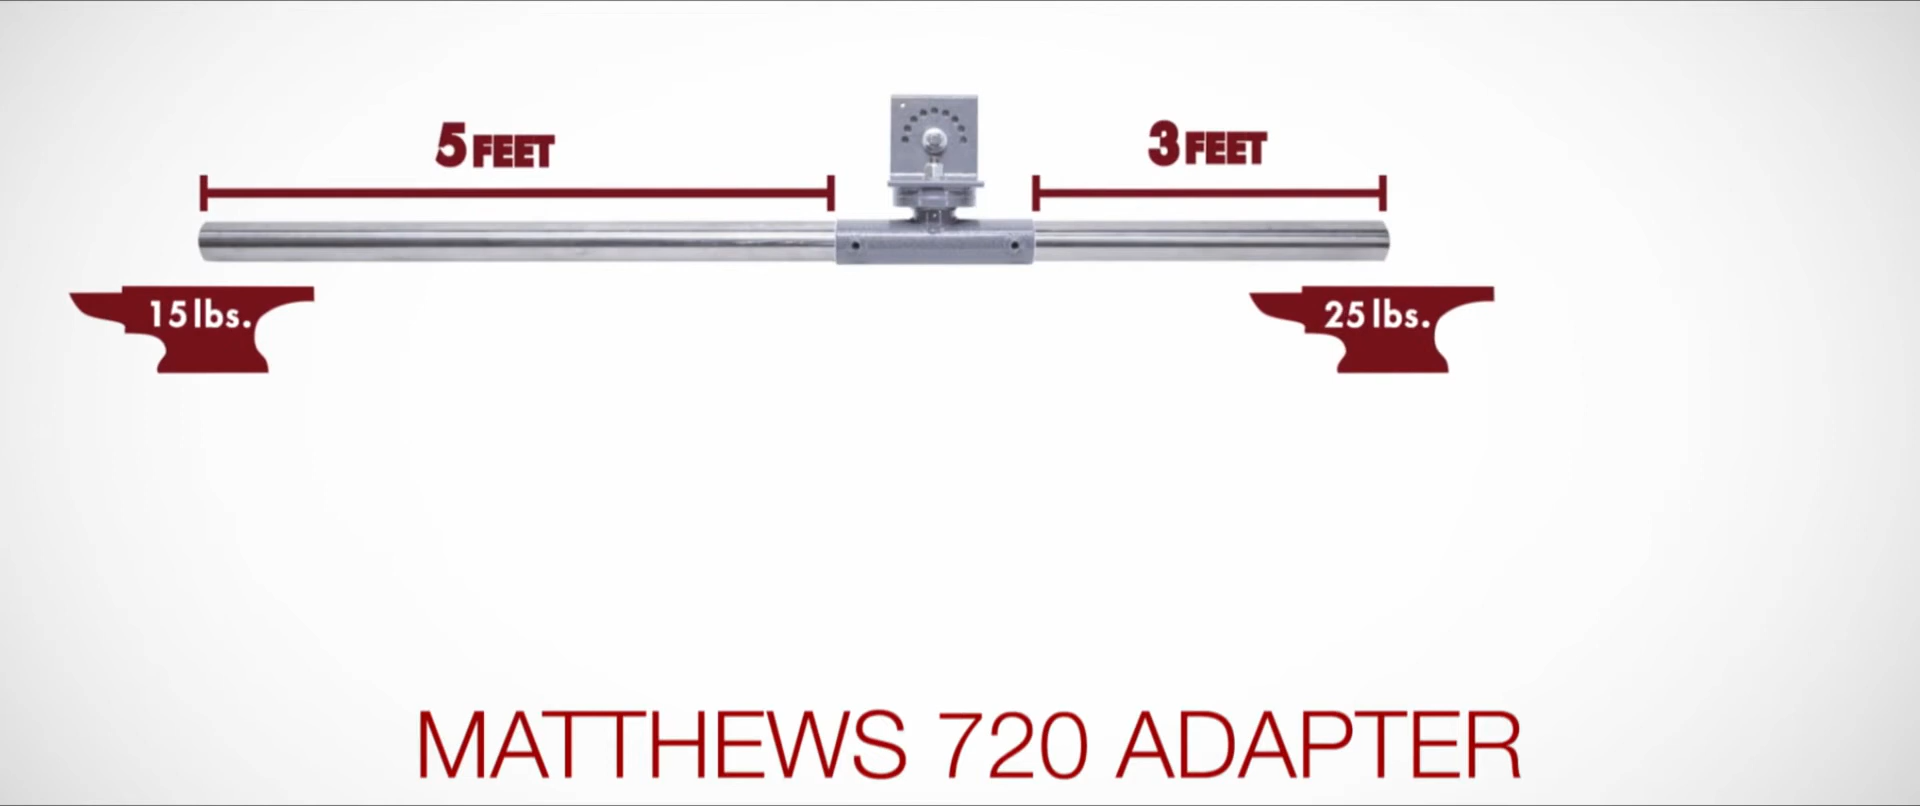 5 FEET
3 FEET
15 lbs.
25 lbs.
MATTHEWS 720 ADAPTER